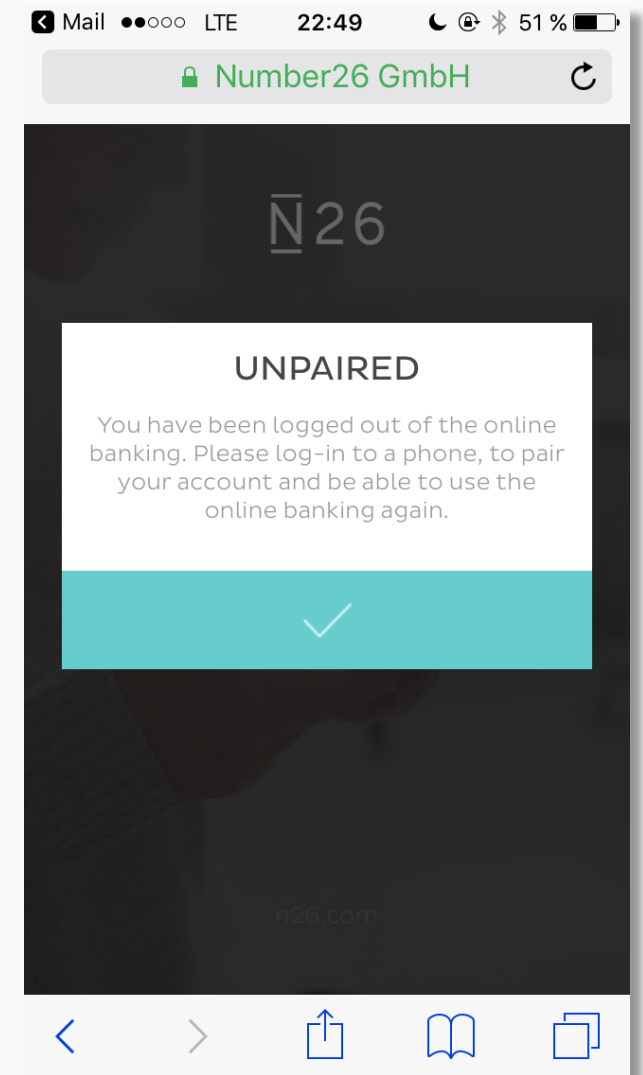 Mail LTE 22:49 51 %
Number26 GmbH
N26
UNPAIRED
You have been logged out of the online
banking. Please log-in to a phone, to pair
your account and be able to use the
online banking again.
n26.com